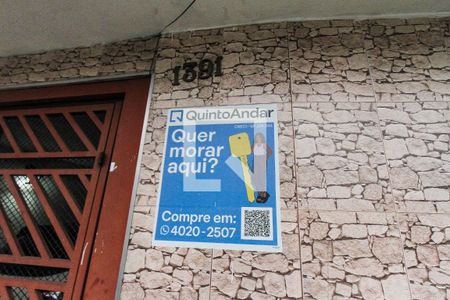 1391
QuintoAndar
Quer
morar
aqui?
Compre em:
4020-2507